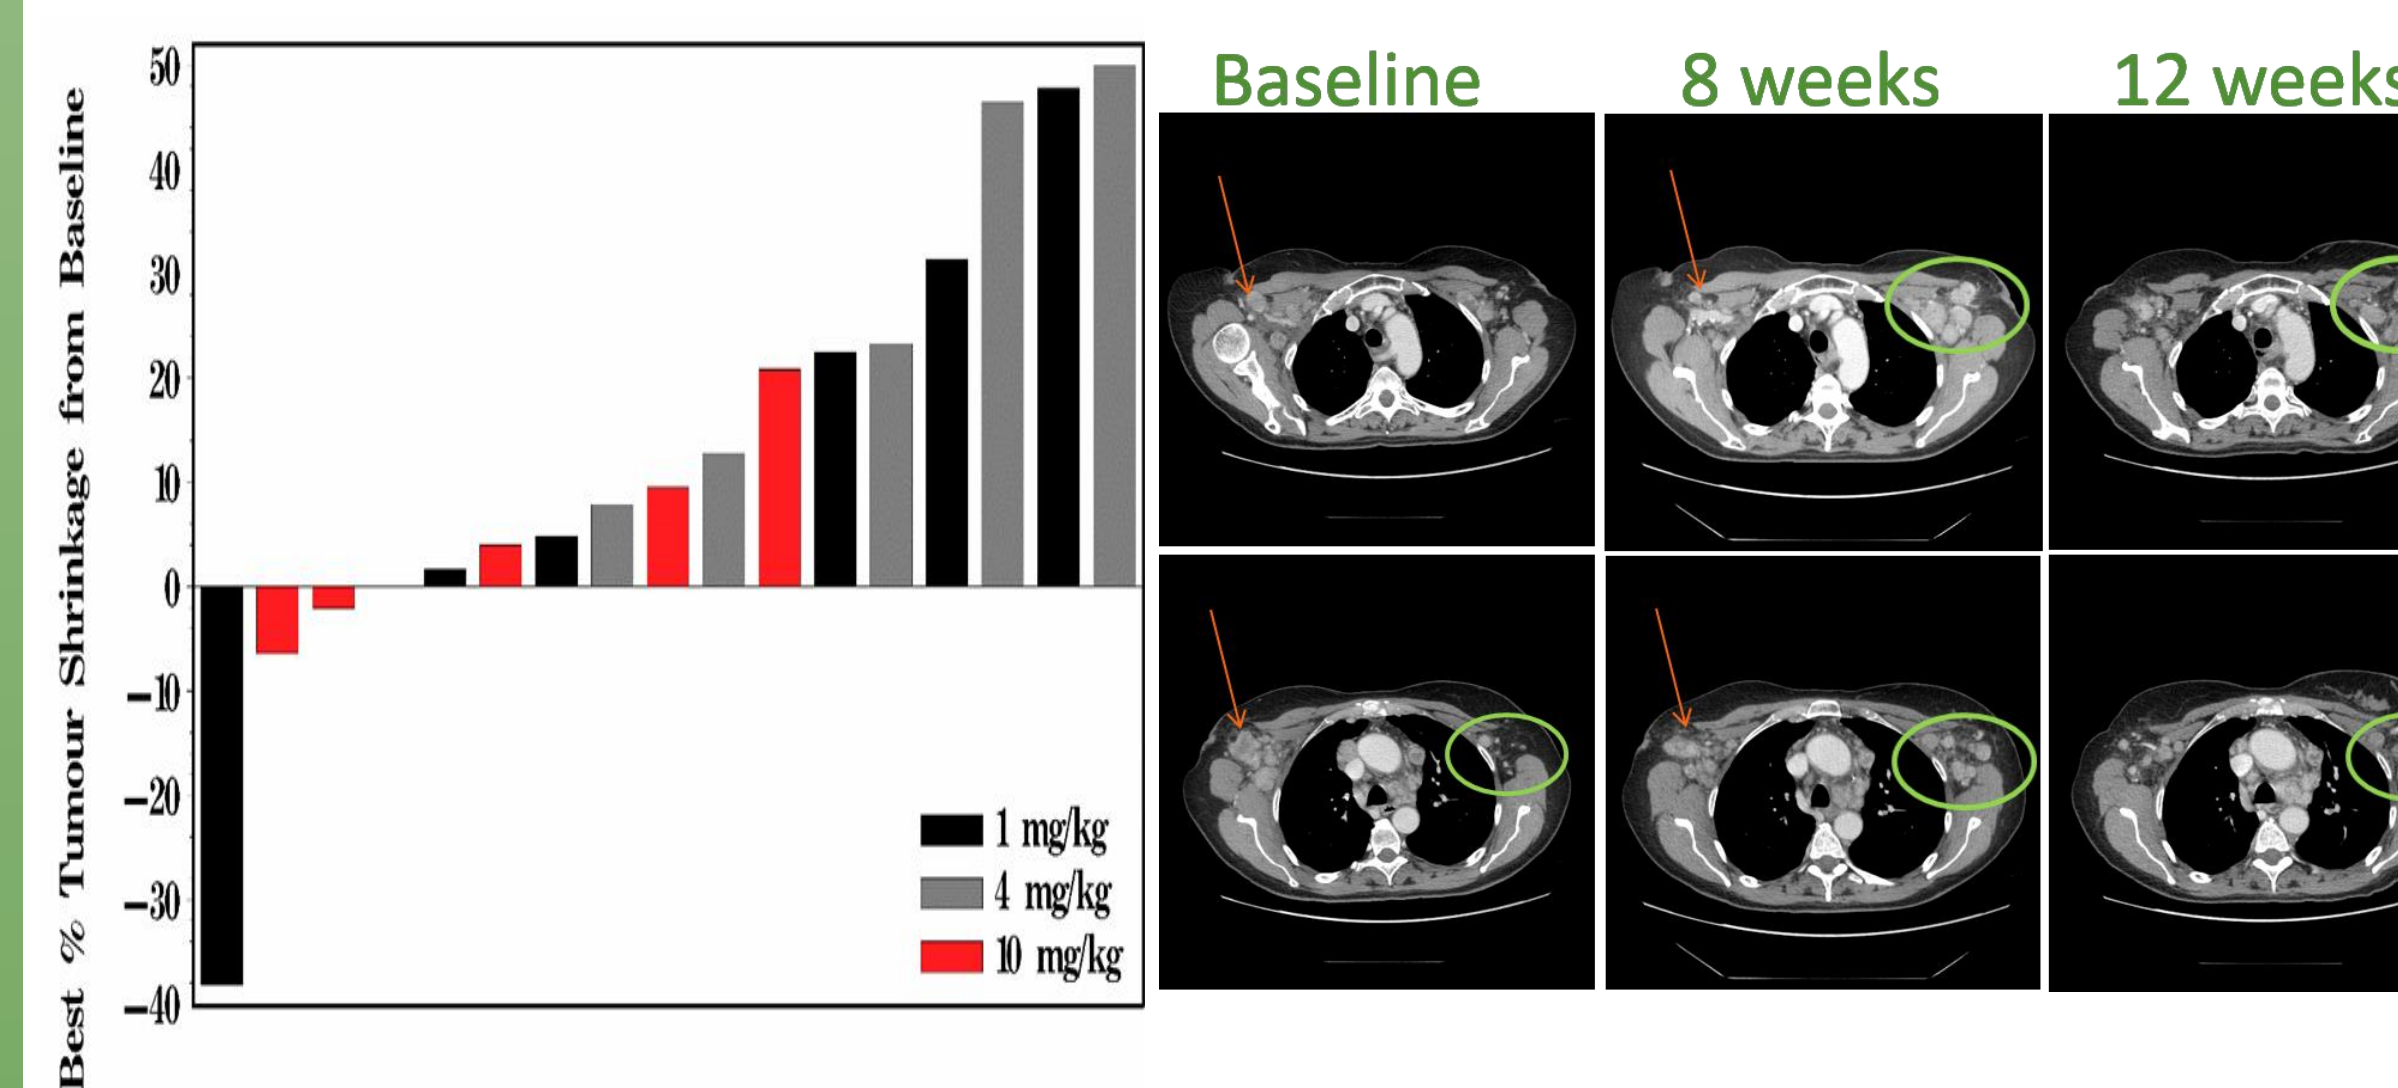 Best % Tumour Shrinkage from Baseline
50
40
30
20
10
0
−10
−20
−30
−40
1 mg/kg
4 mg/kg
10 mg/kg
Baseline
8 weeks
12 weeks